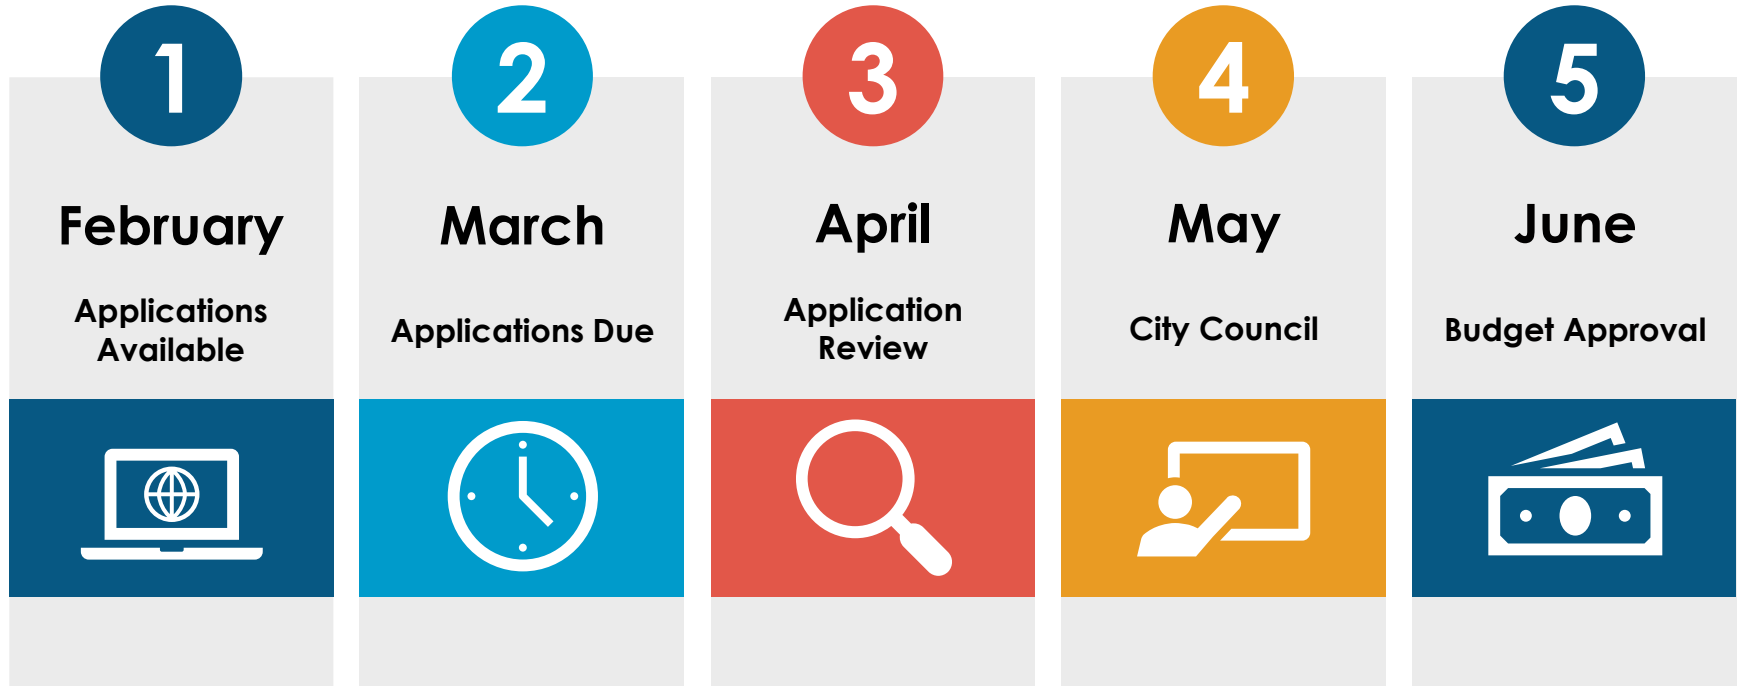 1
February
Applications
Available
2
March
Applications Due
3
April
Application
Review
4
May
City Council
5
June
Budget Approval